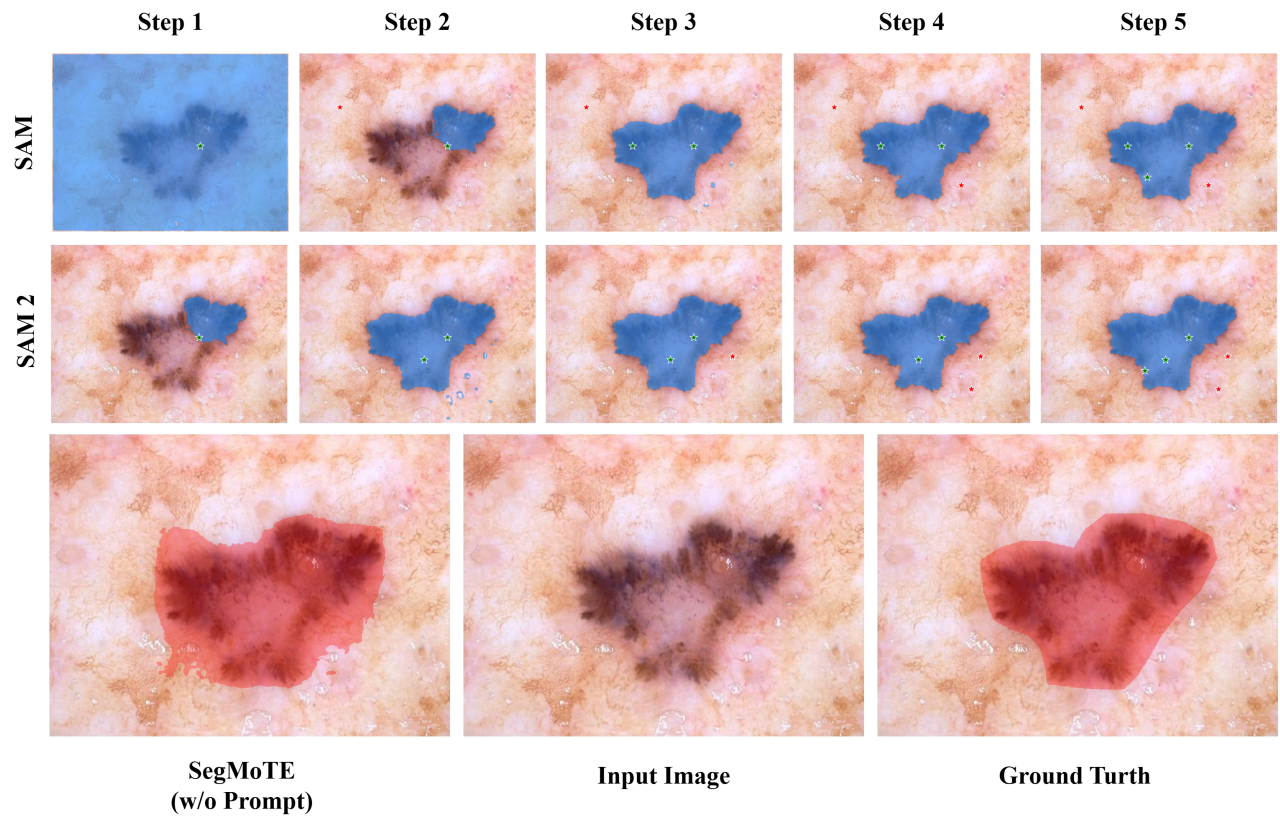 Step 1 Step 2 Step 3 Step 4 Step 5
SAM
SAM 2
SegMoTE
(w/o Prompt)
Input Image
Ground Turth